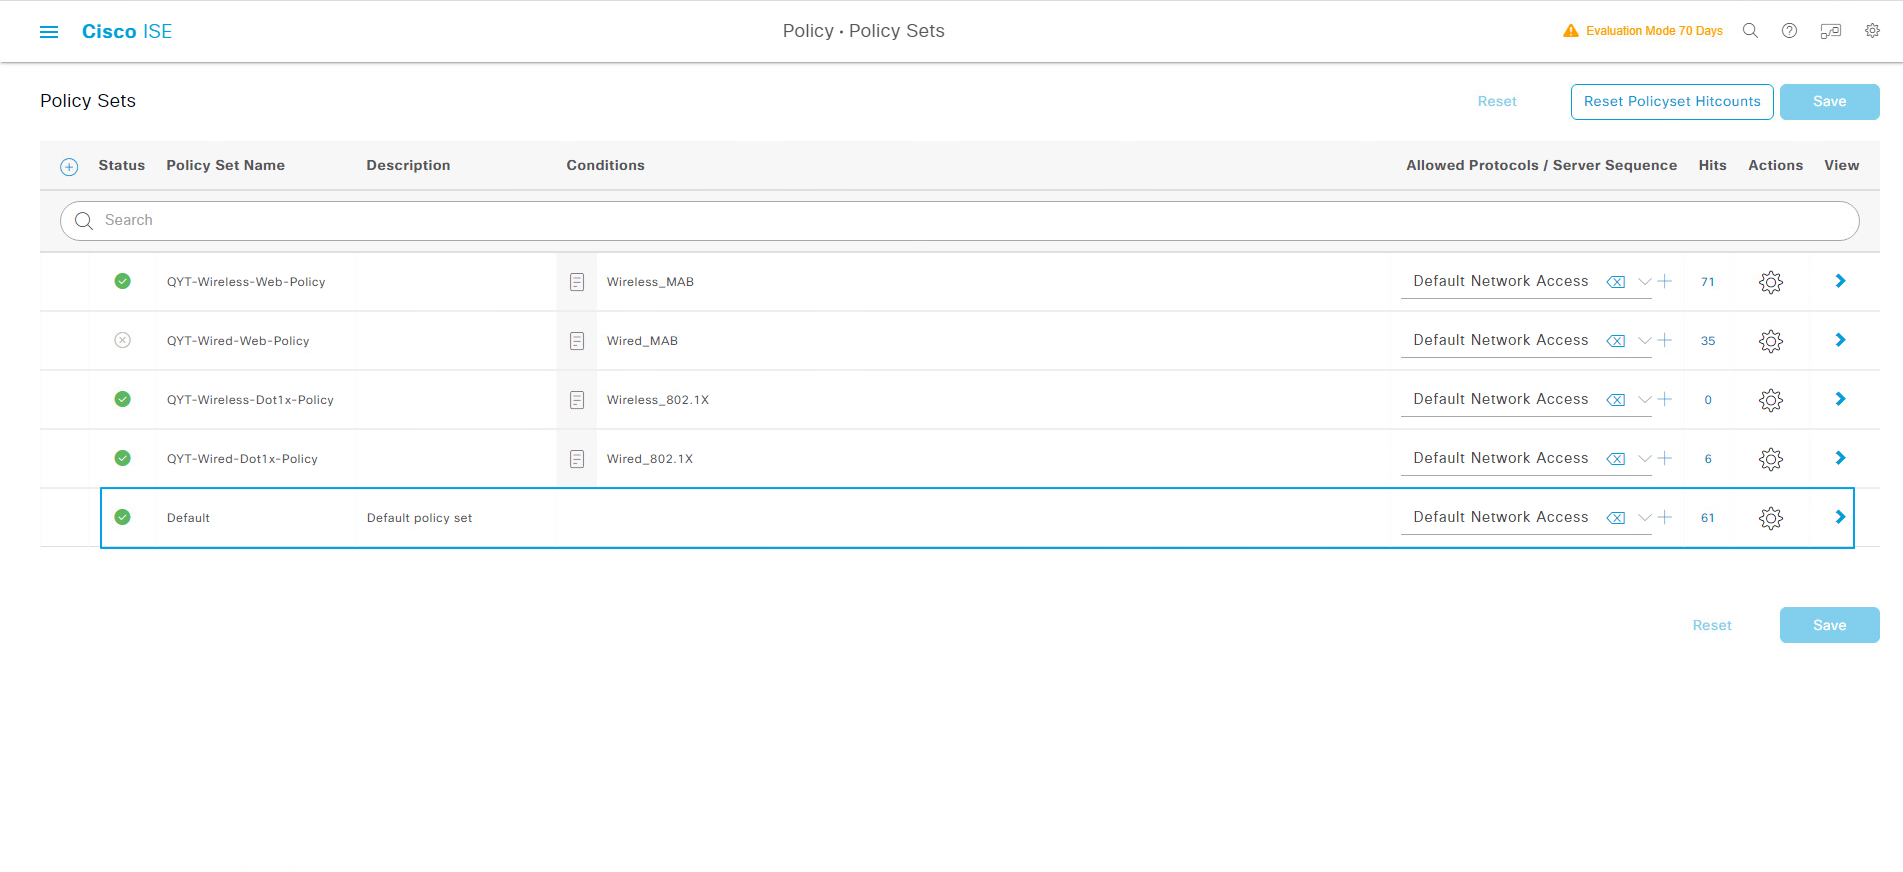 Cisco ISE
Policy · Policy Sets
Evaluation Mode 70 Days
Policy Sets
Reset
Reset Policyset Hitcounts
Save
Status Policy Set Name Description Conditions Allowed Protocols / Server Sequence Hits Actions View
Search
QYT-Wireless-Web-Policy Wireless_MAB Default Network Access 71
QYT-Wired-Web-Policy Wired_MAB Default Network Access 35
QYT-Wireless-Dot1x-Policy Wireless_802.1X Default Network Access 0
QYT-Wired-Dot1x-Policy Wired_802.1X Default Network Access 6
Default Default policy set Default Network Access 61
Reset
Save